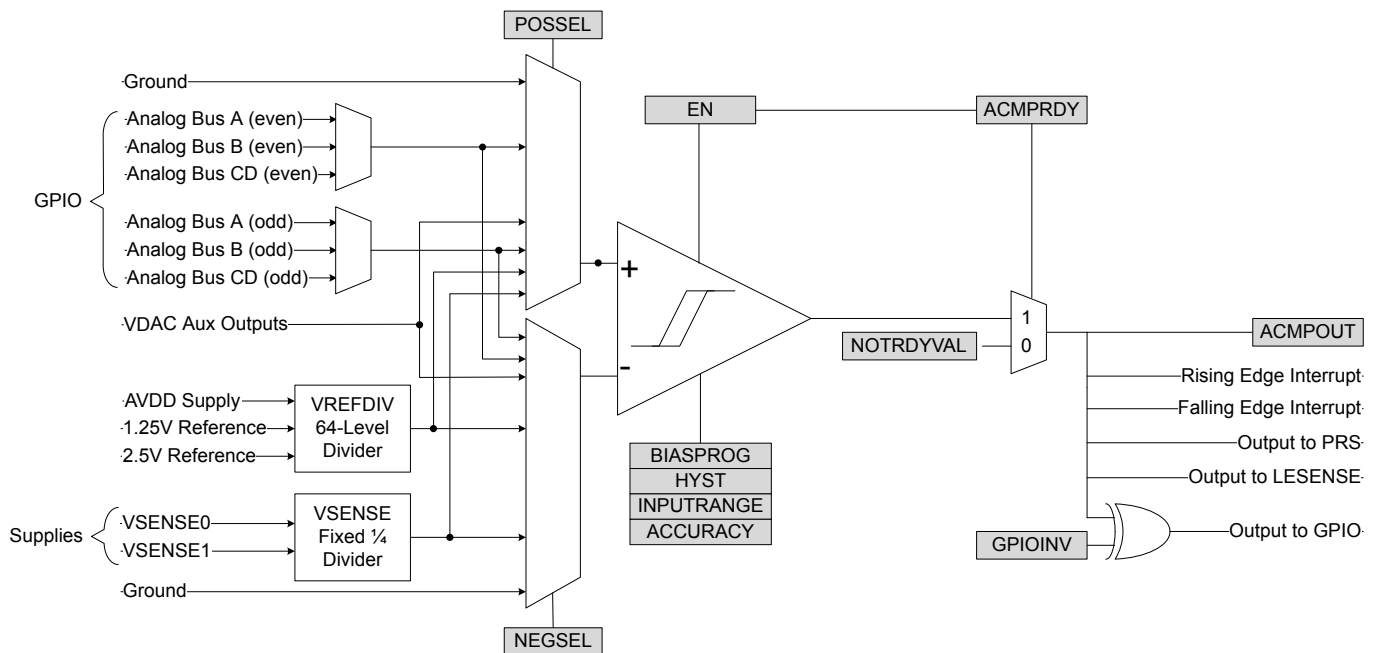 POSSEL
Ground
Analog Bus A (even)
Analog Bus B (even)
Analog Bus CD (even)
GPIO
Analog Bus A (odd)
Analog Bus B (odd)
Analog Bus CD (odd)
VDAC Aux Outputs
AVDD Supply
1.25V Reference
2.5V Reference
VREFDIV
64-Level
Divider
Supplies
VSENSE0
VSENSE1
VSENSE
Fixed ¼
Divider
Ground
NEGSEL
EN
ACMPRDY
+
-
BIASPROG
HYST
INPUTRANGE
ACCURACY
NOTRDYVAL
1
0
ACMPOUT
Rising Edge Interrupt
Falling Edge Interrupt
Output to PRS
Output to LESENSE
GPIOINV
Output to GPIO